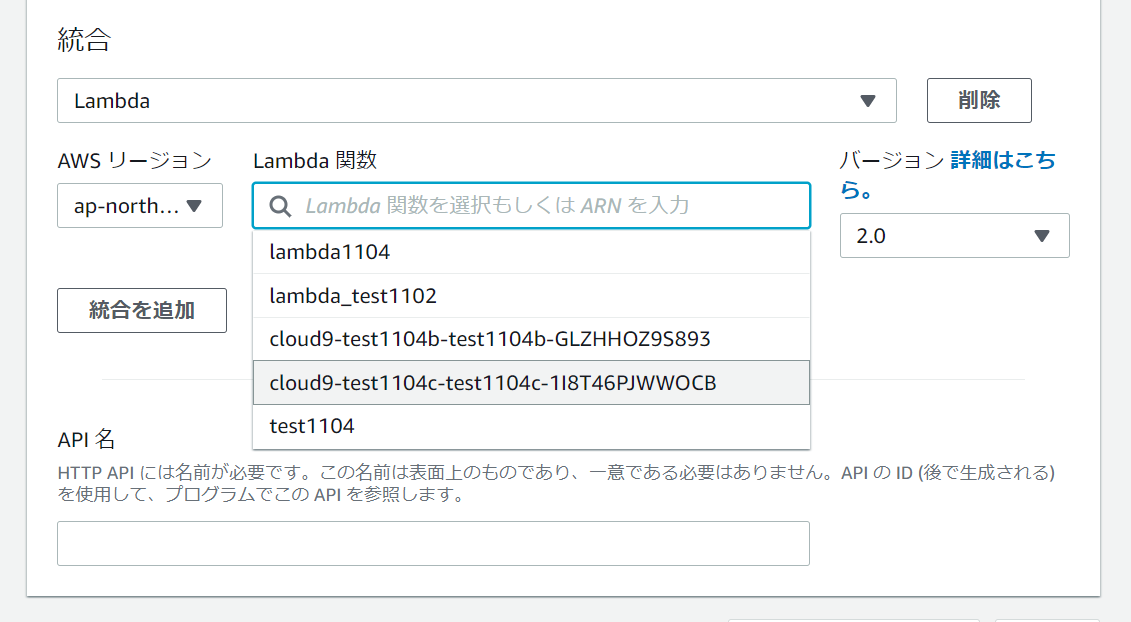 統合
Lambda
削除
AWS リージョン
Lambda 関数
バージョン 詳細はこち
ら。
ap-north...
Lambda 関数を選択もしくは ARN を入力
2.0
lambda1104
lambda_test1102
統合を追加
cloud9-test1104b-test1104b-GLZHHOZ9S893
cloud9-test1104c-test1104c-1I8T46PJWWOCB
test1104
API 名
HTTP API には名前が必要です。この名前は表面上のものであり、一意である必要はありません。API の ID (後で生成される)
を使用して、プログラムでこの API を参照します。